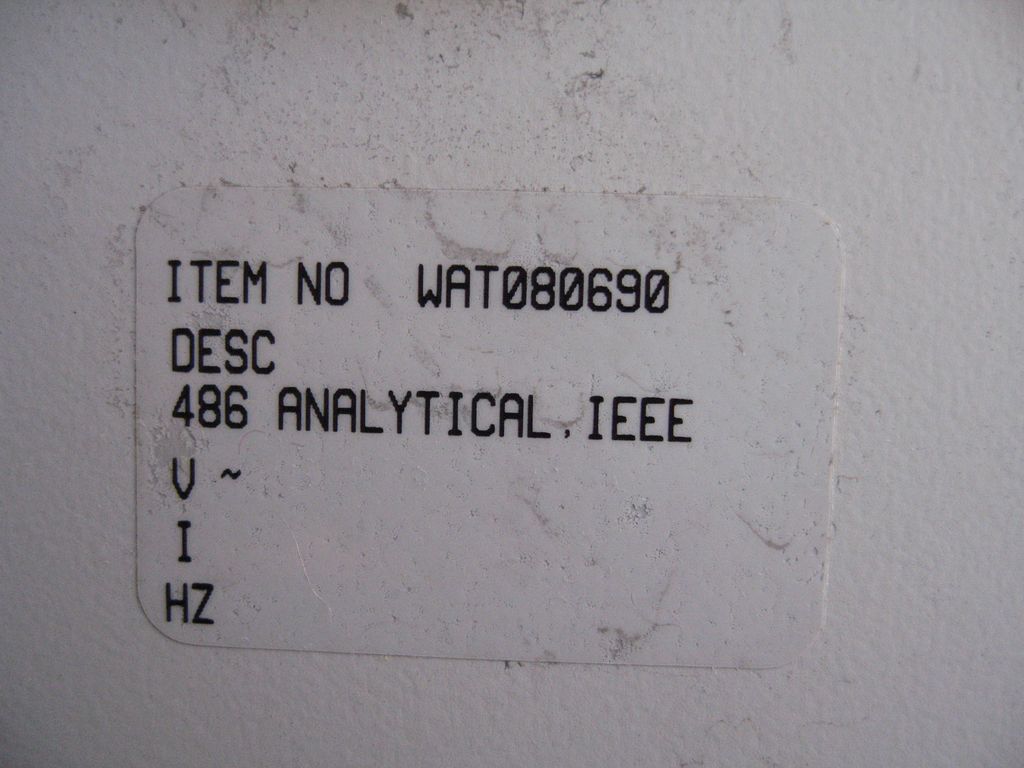 ITEM NO WAT080690
DESC
486 ANALYTICAL, IEEE
V ~
I
HZ